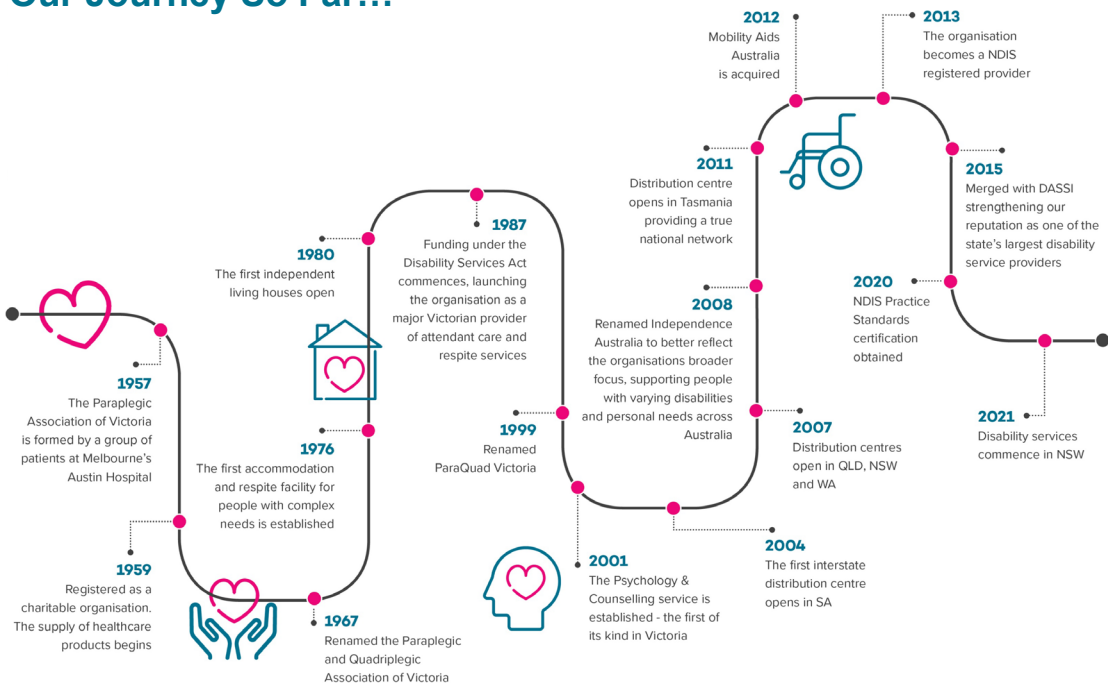 Our Journey So Far...
1957
The Paraplegic
Association of Victoria
is formed by a group of
patients at Melbourne's
Austin Hospital
1959
Registered as a
charitable organisation.
The supply of healthcare
products begins
1967
Renamed the Paraplegic
and Quadriplegic
Association of Victoria
1976
The first accommodation
and respite facility for
people with complex
needs is established
1980
The first independent
living houses open
1987
Funding under the
Disability Services Act
commences, launching
the organisation as a
major Victorian provider
of attendant care and
respite services
1999
Renamed
ParaQuad Victoria
2001
The Psychology &
Counselling service is
established - the first of
its kind in Victoria
2004
The first interstate
distribution centre
opens in SA
2007
Distribution centres
open in QLD, NSW
and WA
2008
Renamed Independence
Australia to better reflect
the organisations broader
focus, supporting people
with varying disabilities
and personal needs across
Australia
2011
Distribution centre
opens in Tasmania
providing a true
national network
2012
Mobility Aids
Australia
is acquired
2013
The organisation
becomes a NDIS
registered provider
2015
Merged with DASSI
strengthening our
reputation as one of the
state's largest disability
service providers
2020
NDIS Practice
Standards
certification
obtained
2021
Disability services
commence in NSW